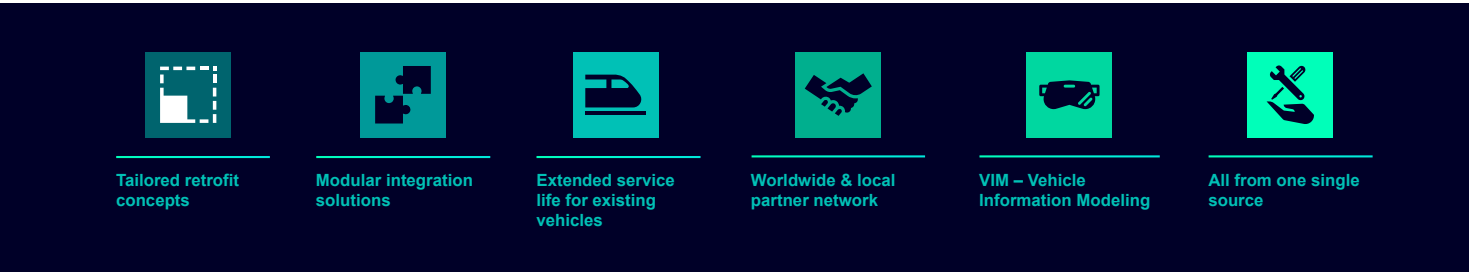 Tailored retrofit
concepts
Modular integration
solutions
Extended service
life for existing
vehicles
Worldwide & local
partner network
VIM – Vehicle
Information Modeling
All from one single
source